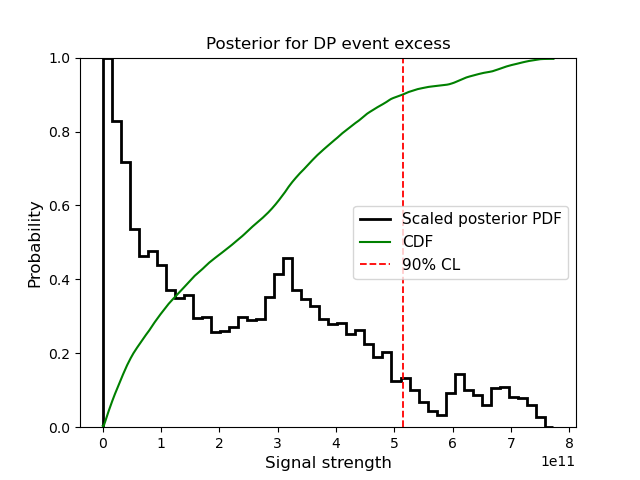 Posterior for DP event excess
1.0
0.8
0.6
0.4
0.2
0.0
Probability
Scaled posterior PDF
CDF
90% CL
0 1 2 3 4 5 6 7 8
1e11
Signal strength